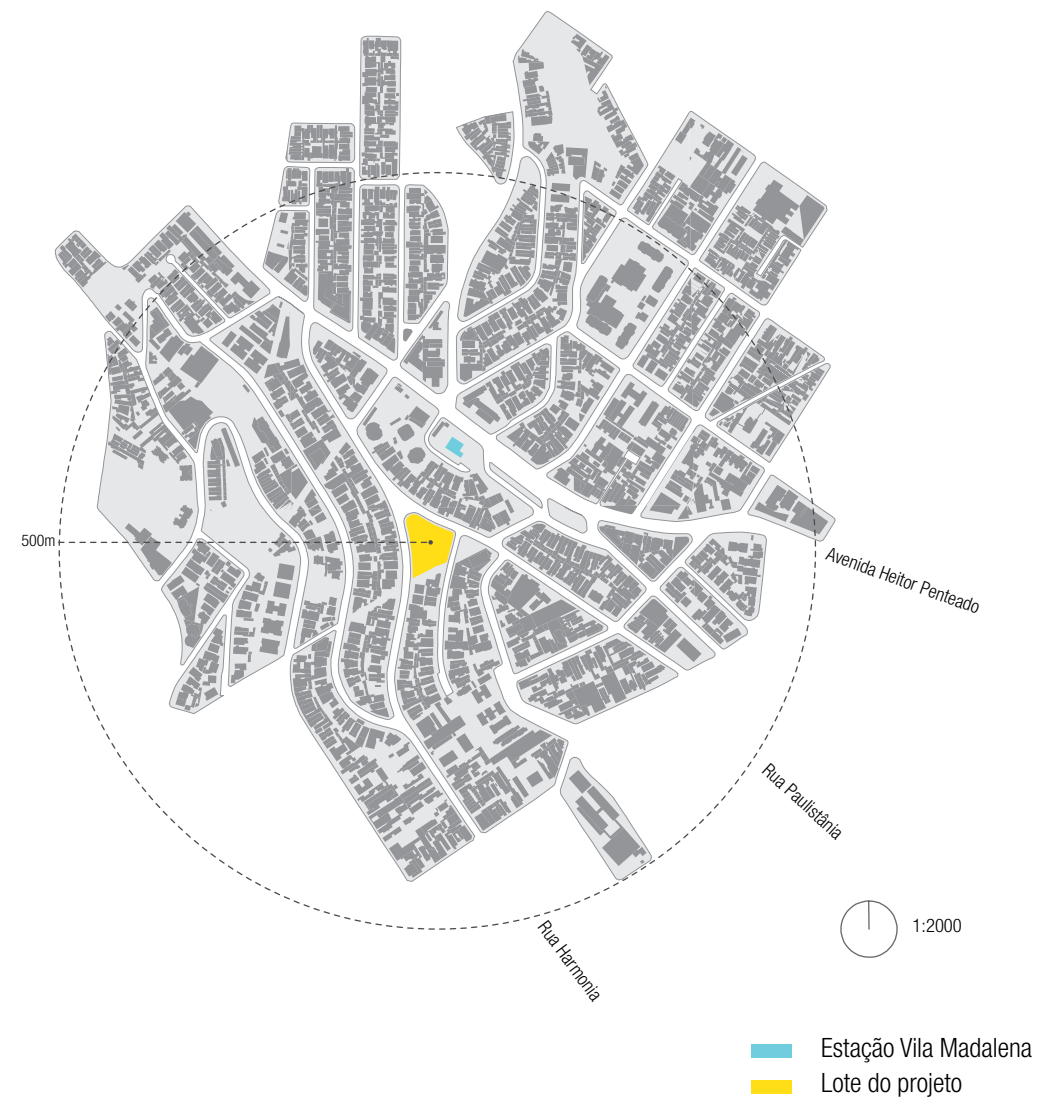 500m
Avenida Heitor Penteado
Rua Paulistânia
Rua Harmonia
1:2000
Estação Vila Madalena
Lote do projeto